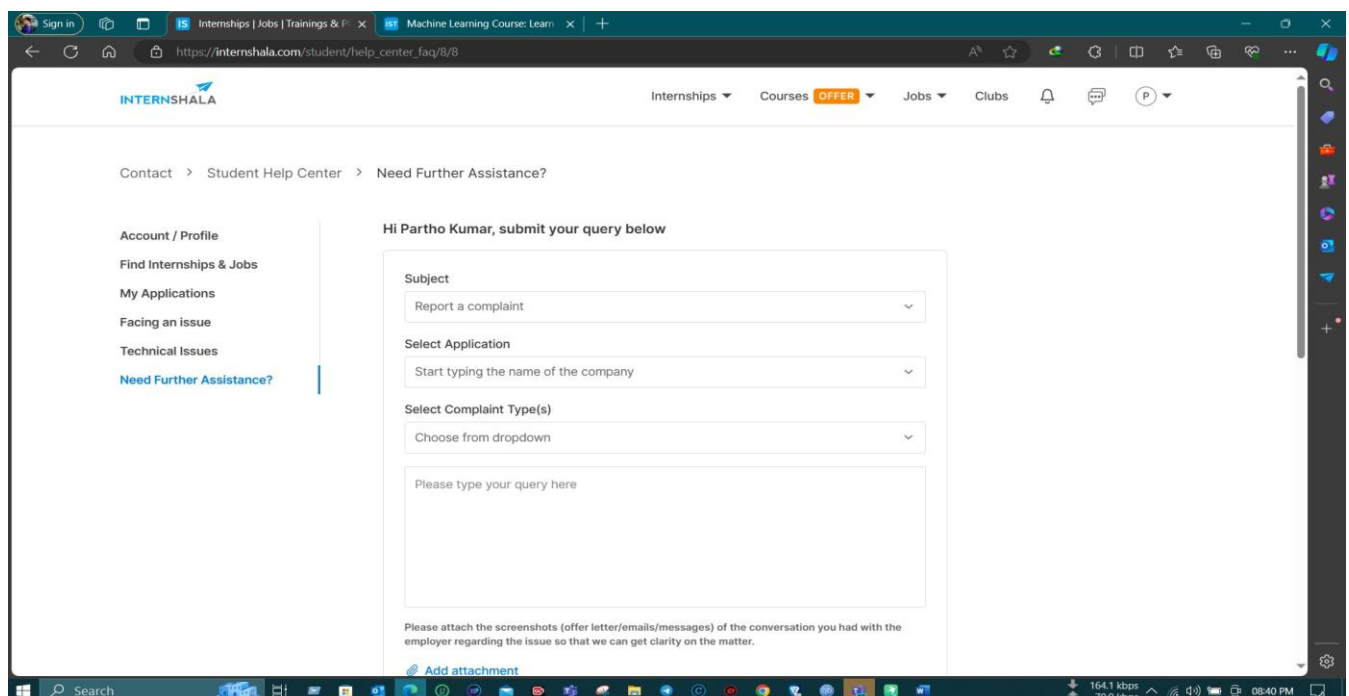 Sign in
Internships | Jobs | Trainings & P
Machine Learning Course: Learn
https://internshala.com/student/help_center_faq/8/8
INTERNSHALA
Internships Courses OFFER Jobs Clubs P
Contact > Student Help Center > Need Further Assistance?
Account / Profile
Find Internships & Jobs
My Applications
Facing an issue
Technical Issues
Need Further Assistance?
Hi Partho Kumar, submit your query below
Subject
Report a complaint
Select Application
Start typing the name of the company
Select Complaint Type(s)
Choose from dropdown
Please type your query here
Please attach the screenshots (offer letter/emails/messages) of the conversation you had with the
employer regarding the issue so that we can get clarity on the matter.
Add attachment
Search
164.1 kbps
08:40 PM